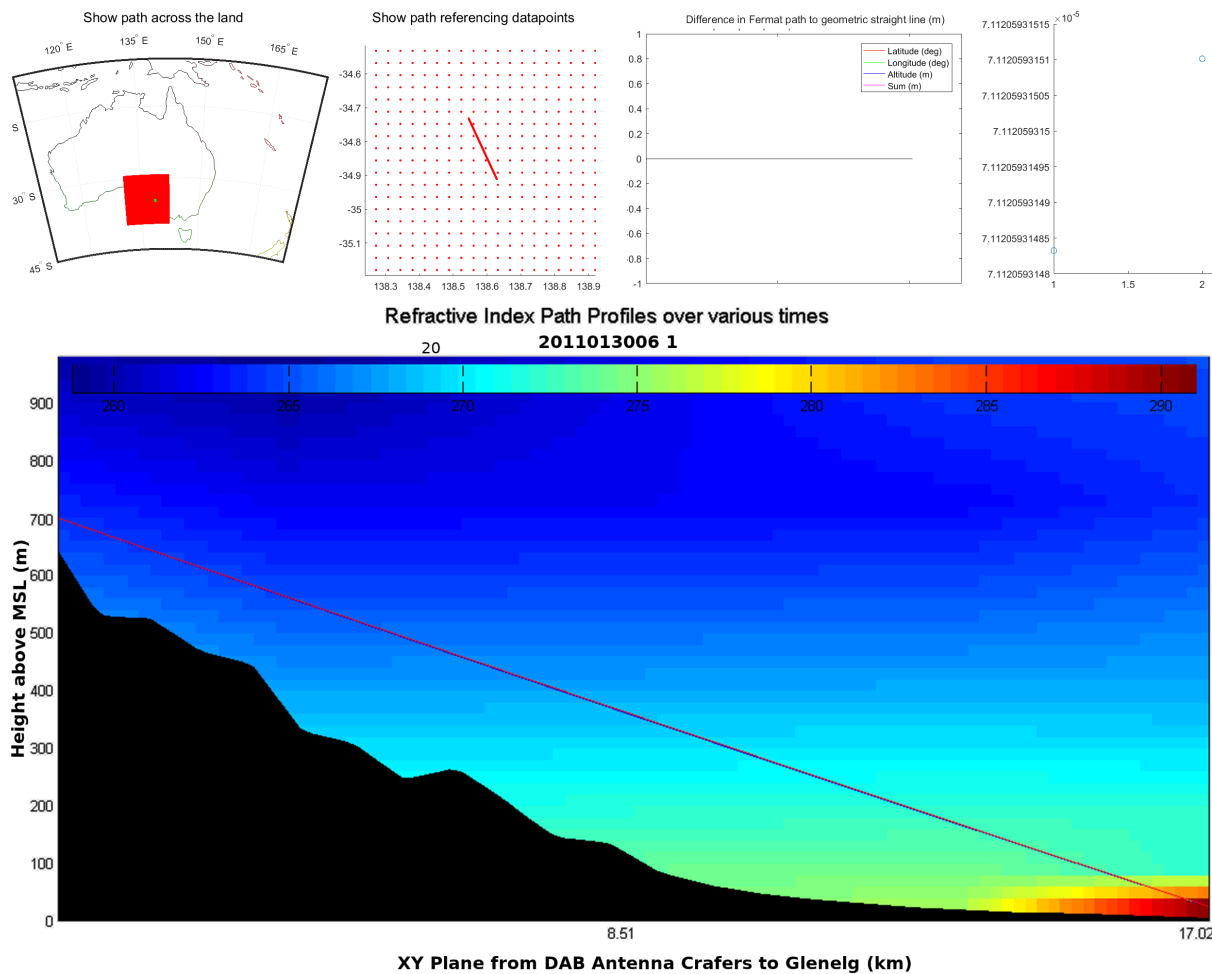 Show path across the land
120° E
135° E
150° E
165° E
S
30° S
45° S
Show path referencing datapoints
-34.6
-34.7
-34.8
-34.9
-35
-35.1
138.3 138.4 138.5 138.6 138.7 138.8 138.9
Difference in Fermat path to geometric straight line (m)
1
0.8
0.6
0.4
0.2
0
-0.2
-0.4
-0.6
-0.8
-1
Latitude (deg)
Longitude (deg)
Altitude (m)
Sum (m)
×10⁻⁵
7.11205931515
7.1120593151
7.11205931505
7.112059315
7.11205931495
7.1120593149
7.11205931485
7.1120593148
1 1.5 2
Refractive Index Path Profiles over various times
2011013006 1
20
260 265 270 275 280 285 290
Height above MSL (m)
900
800
700
600
500
400
300
200
100
0
8.51 17.02
XY Plane from DAB Antenna Crafers to Glenelg (km)